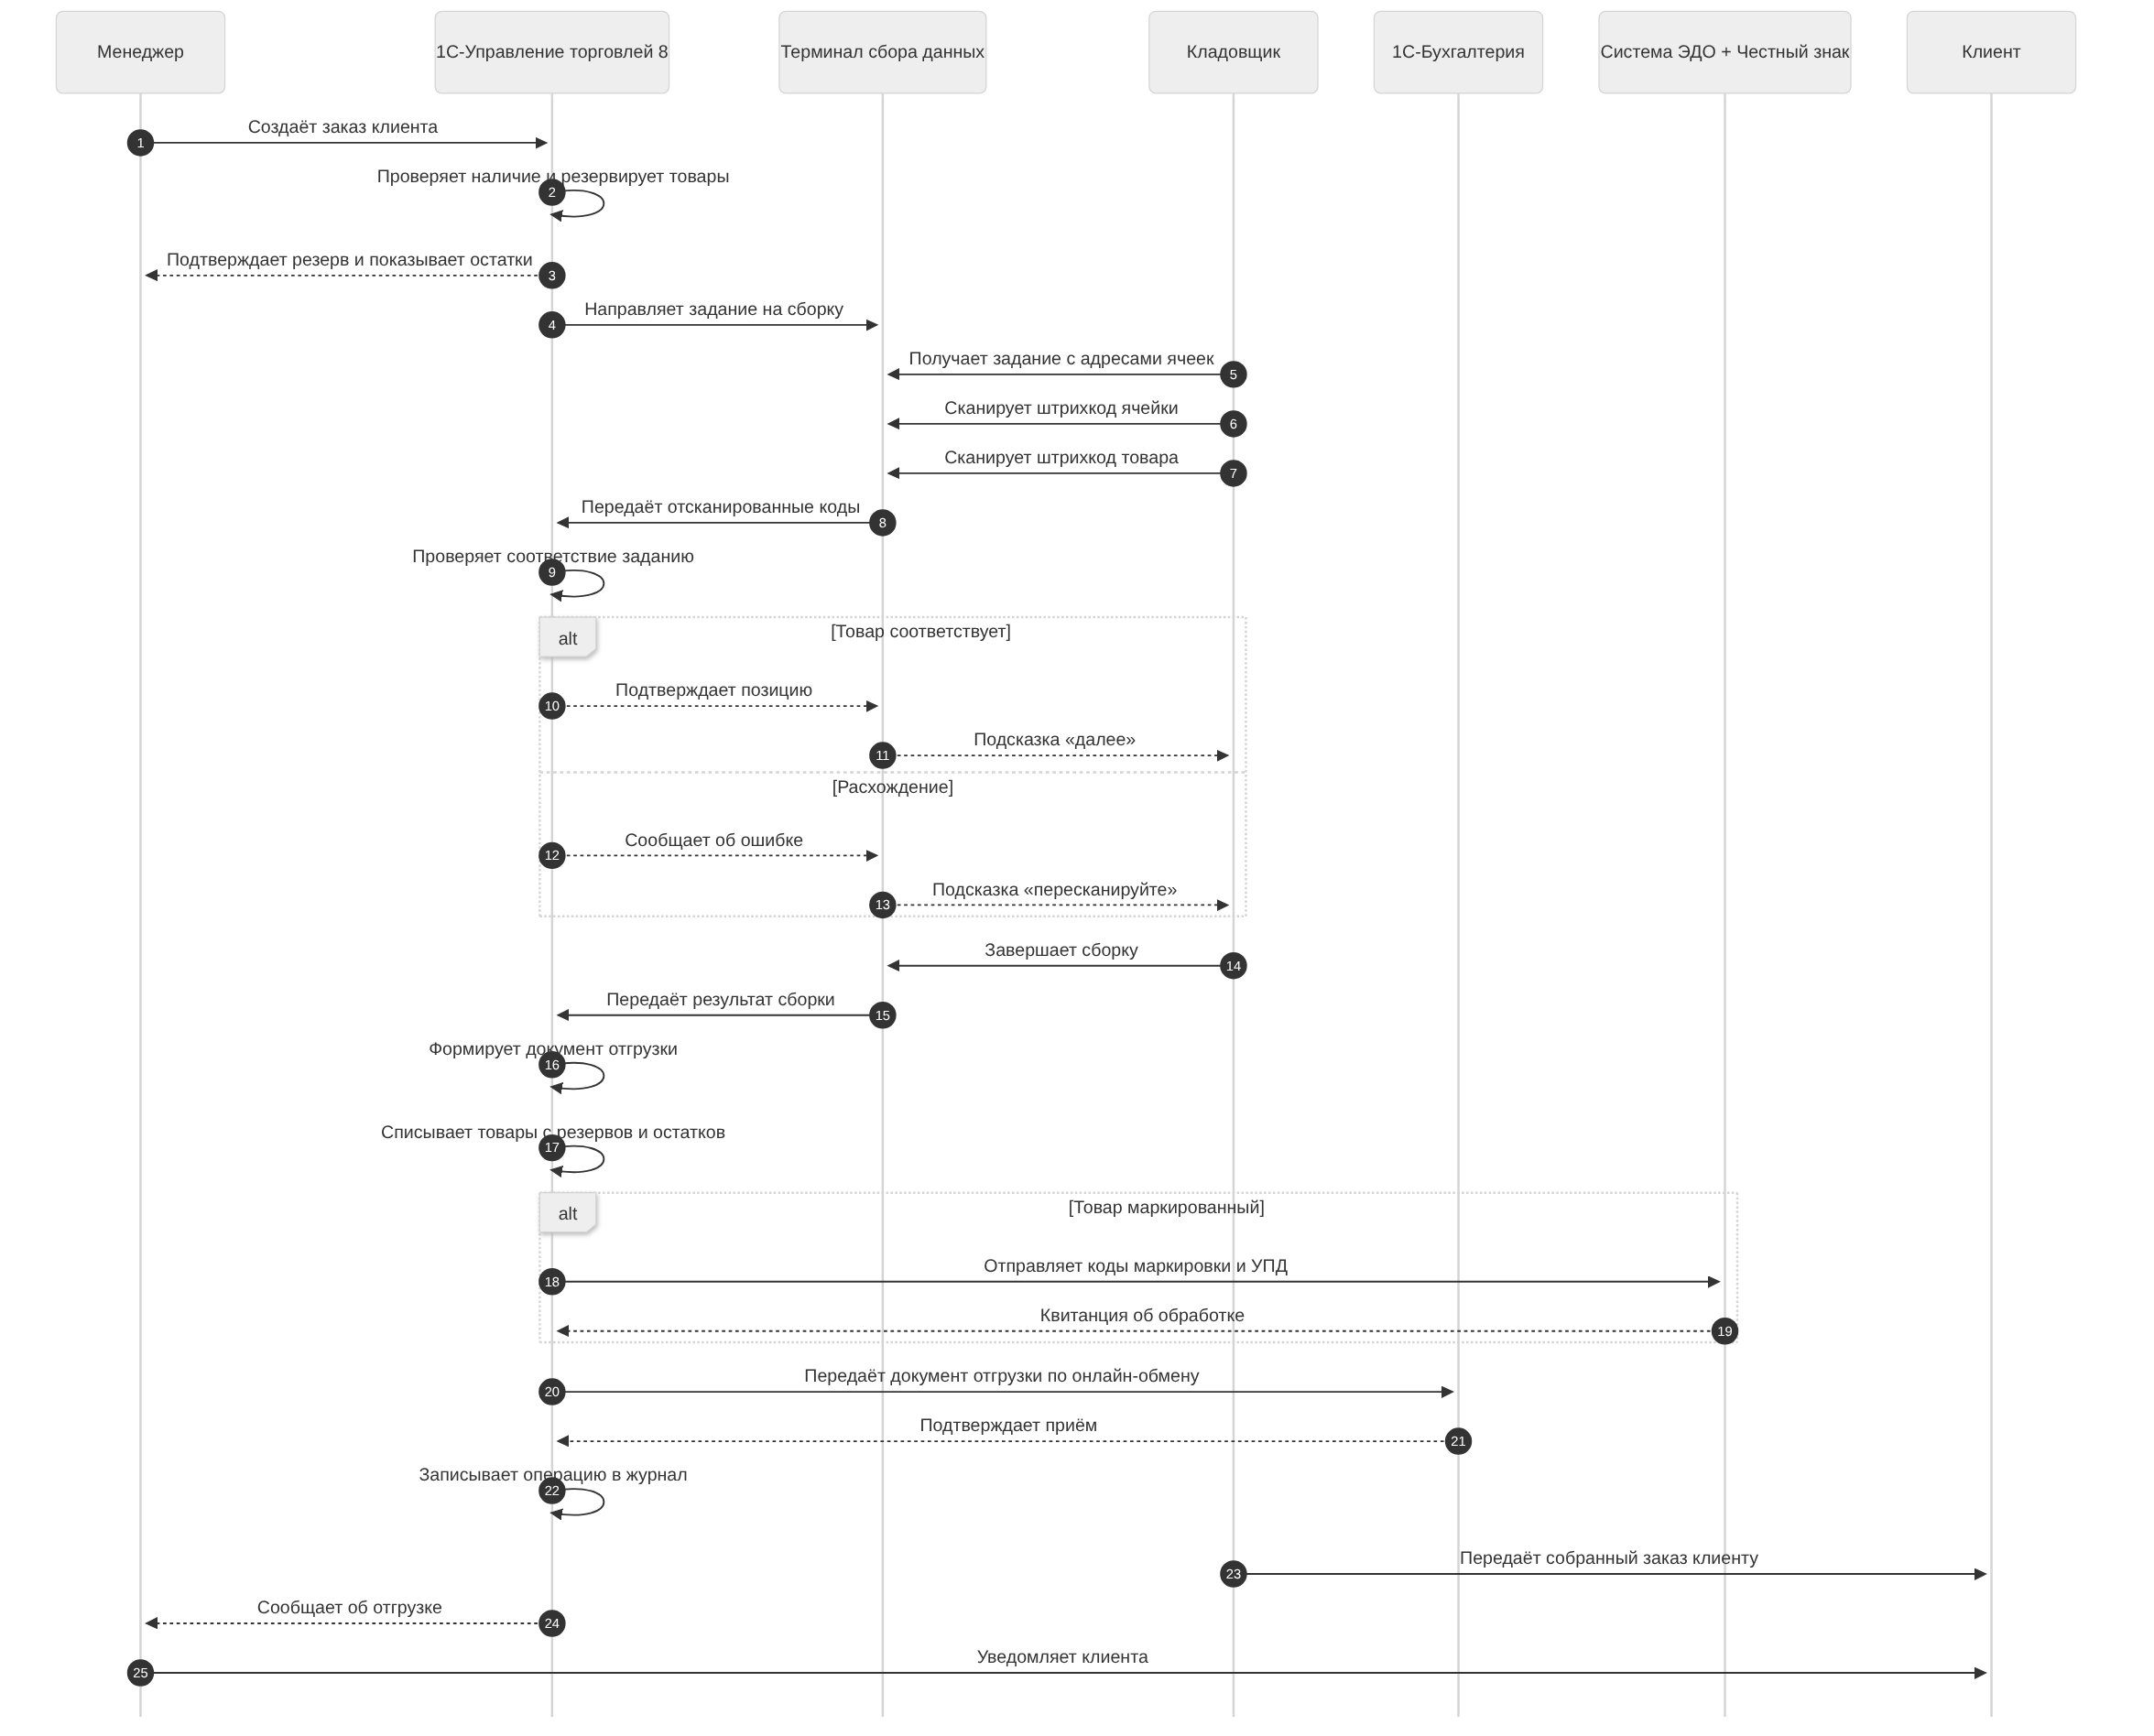 Менеджер
1С-Управление торговлей 8
Терминал сбора данных
Кладовщик
1С-Бухгалтерия
Система ЭДО + Честный знак
Клиент
Создаёт заказ клиента
1
Проверяет наличие и резервирует товары
2
Подтверждает резерв и показывает остатки
3
Направляет задание на сборку
4
Получает задание с адресами ячеек
5
Сканирует штрихкод ячейки
6
Сканирует штрихкод товара
7
Передаёт отсканированные коды
8
Проверяет соответствие заданию
9
alt
[Товар соответствует]
Подтверждает позицию
10
Подсказка «далее»
11
[Расхождение]
Сообщает об ошибке
12
Подсказка «пересканируйте»
13
Завершает сборку
14
Передаёт результат сборки
15
Формирует документ отгрузки
16
Списывает товары с резервов и остатков
17
alt
[Товар маркированный]
Отправляет коды маркировки и УПД
18
Квитанция об обработке
19
Передаёт документ отгрузки по онлайн-обмену
20
Подтверждает приём
21
Записывает операцию в журнал
22
Передаёт собранный заказ клиенту
23
Сообщает об отгрузке
24
Уведомляет клиента
25